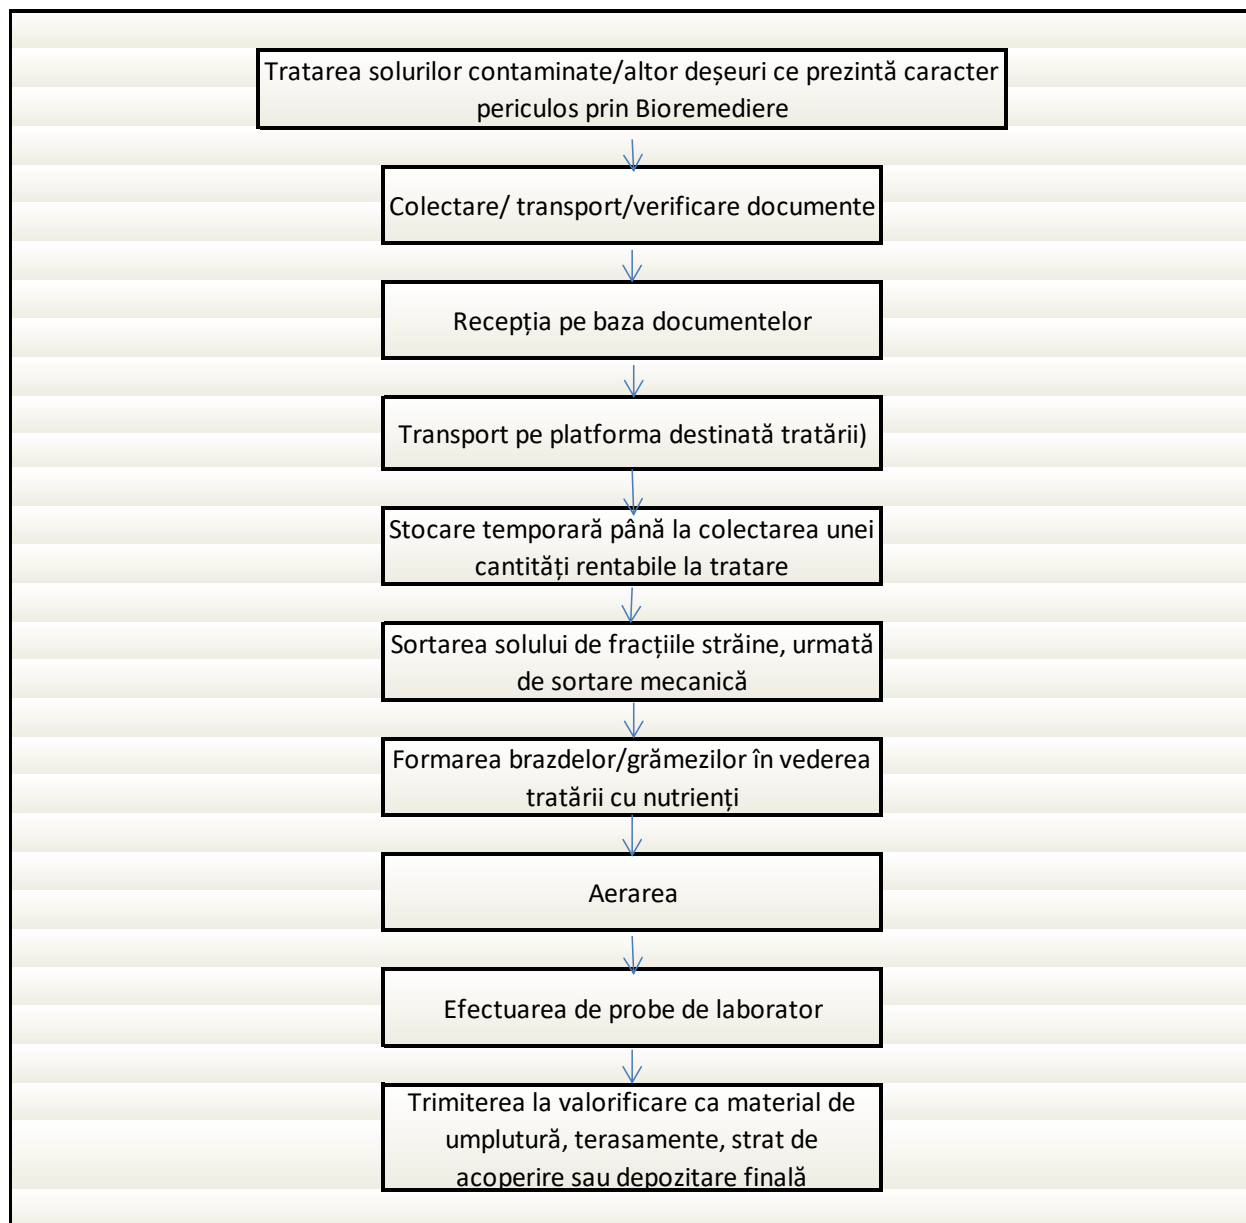 Tratarea solurilor contaminate/altor deșeuri ce prezintă caracter
periculos prin Bioremediere
Colectare/ transport/verificare documente
Recepția pe baza documentelor
Transport pe platforma destinată tratării)
Stocare temporară până la colectarea unei
cantități rentabile la tratare
Sortarea solului de fracțiile străine, urmată
de sortare mecanică
Formarea brazdelor/grămezilor în vederea
tratării cu nutrienți
Aerarea
Efectuarea de probe de laborator
Trimiterea la valorificare ca material de
umplutură, terasamente, strat de
acoperire sau depozitare finală